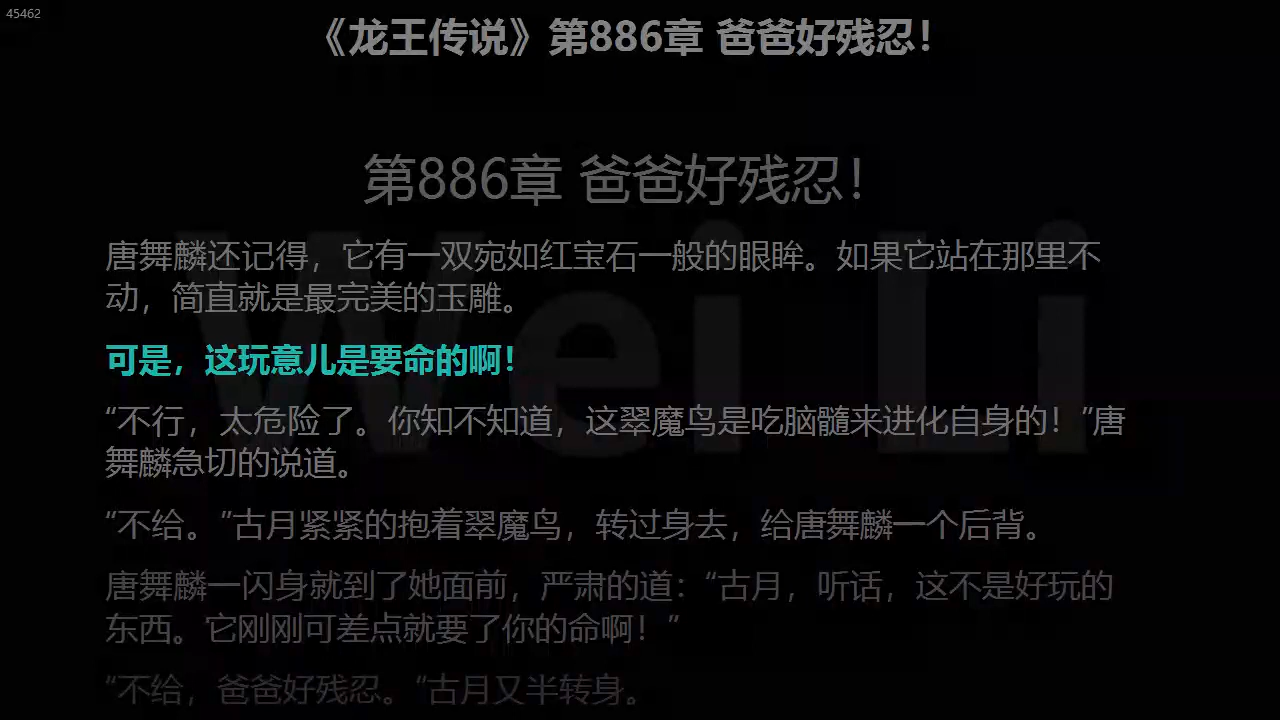 45462
《龙王传说》第886章 爸爸好残忍！
第886章 爸爸好残忍！
唐舞麟还记得，它有一双宛如红宝石一般的眼眸。如果它站在那里不
动，简直就是最完美的玉雕。
可是，这玩意儿是要命的啊！
“不行，太危险了。你知不知道，这翠魔鸟是吃脑髓来进化自身的！”唐
舞麟急切的说道。
“不给。“古月紧紧的抱着翠魔鸟，转过身去，给唐舞麟一个后背。
唐舞麟一闪身就到了她面前，严肃的道：“古月，听话，这不是好玩的
东西。它刚刚可差点就要了你的命啊！”
“不给，爸爸好残忍。“古月又半转身。
Wei Li